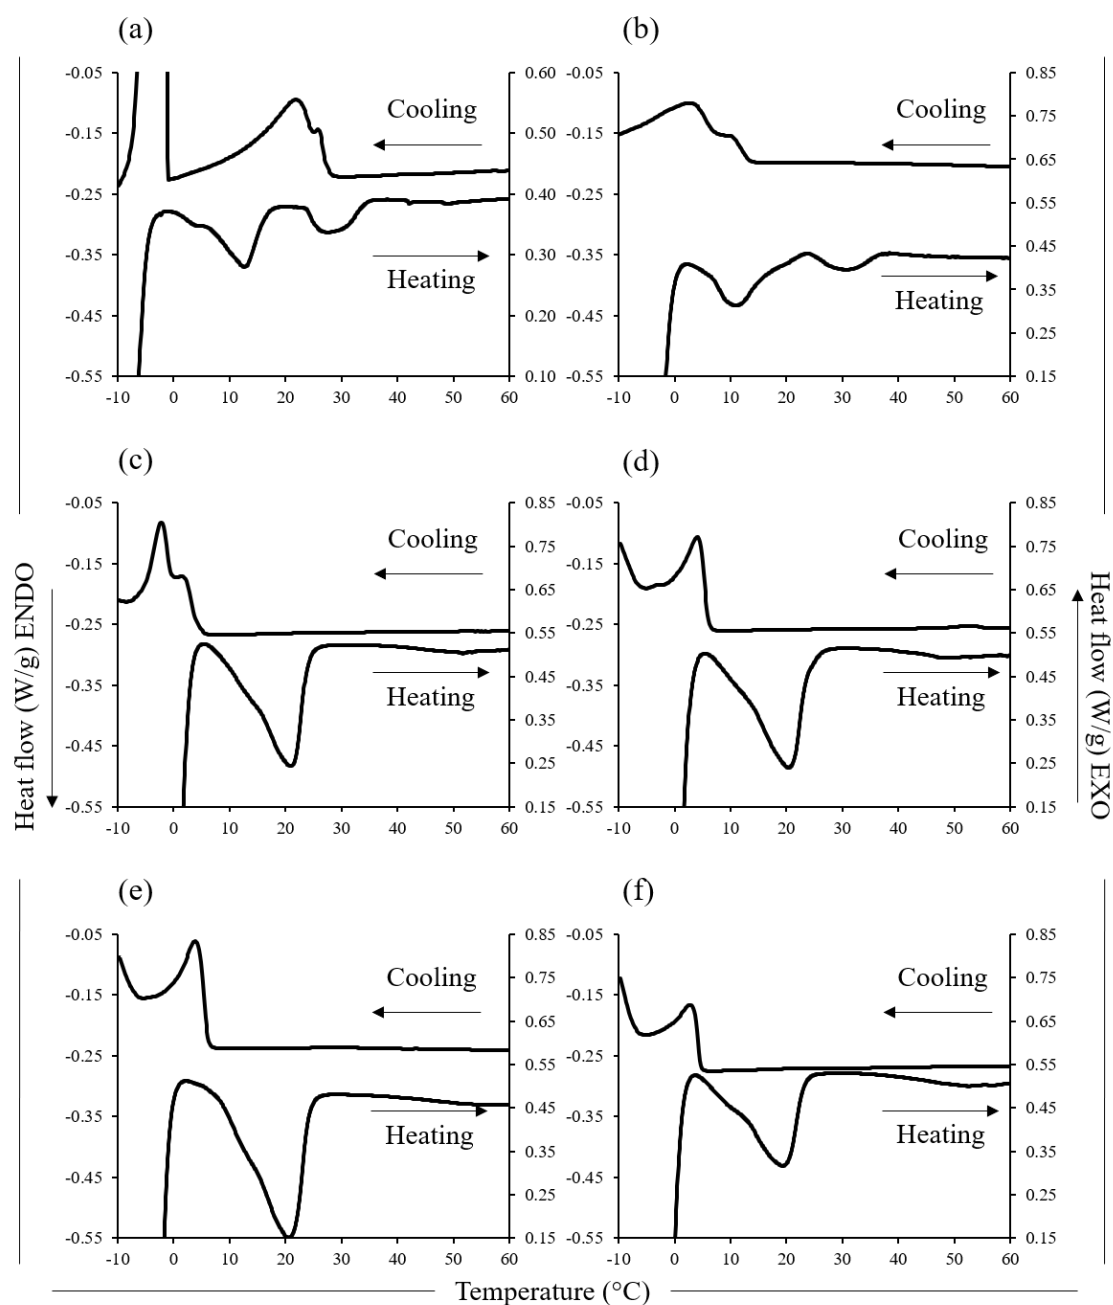 (a) (b)
-0.05 0.60 -0.05 0.85
Cooling Cooling
-0.15 0.50 -0.15 0.75
0.65
-0.25 0.40 -0.25 0.55
-0.35 0.30 -0.35 0.45
Heating Heating
0.35
-0.45 0.20 -0.45 0.25
-0.55 0.10 -0.55 0.15
-10 0 10 20 30 40 50 60 -10 0 10 20 30 40 50 60
(c) (d)
-0.05 0.85 -0.05 0.85
Cooling Cooling
0.75 0.75
-0.15 0.65 -0.15 0.65
-0.25 0.55 -0.25 0.55
-0.35 0.45 -0.35 0.45
Heating Heating
0.35 0.35
-0.45 0.25 -0.45 0.25
-0.55 0.15 -0.55 0.15
-10 0 10 20 30 40 50 60 -10 0 10 20 30 40 50 60
Heat flow (W/g) ENDO
Heat flow (W/g) EXO
(e) (f)
-0.05 0.85 -0.05 0.85
Cooling Cooling
0.75 0.75
-0.15 0.65 -0.15 0.65
-0.25 0.55 -0.25 0.55
-0.35 0.45 -0.35 0.45
Heating Heating
0.35 0.35
-0.45 0.25 -0.45 0.25
-0.55 0.15 -0.55 0.15
-10 0 10 20 30 40 50 60 -10 0 10 20 30 40 50 60
Temperature (°C)